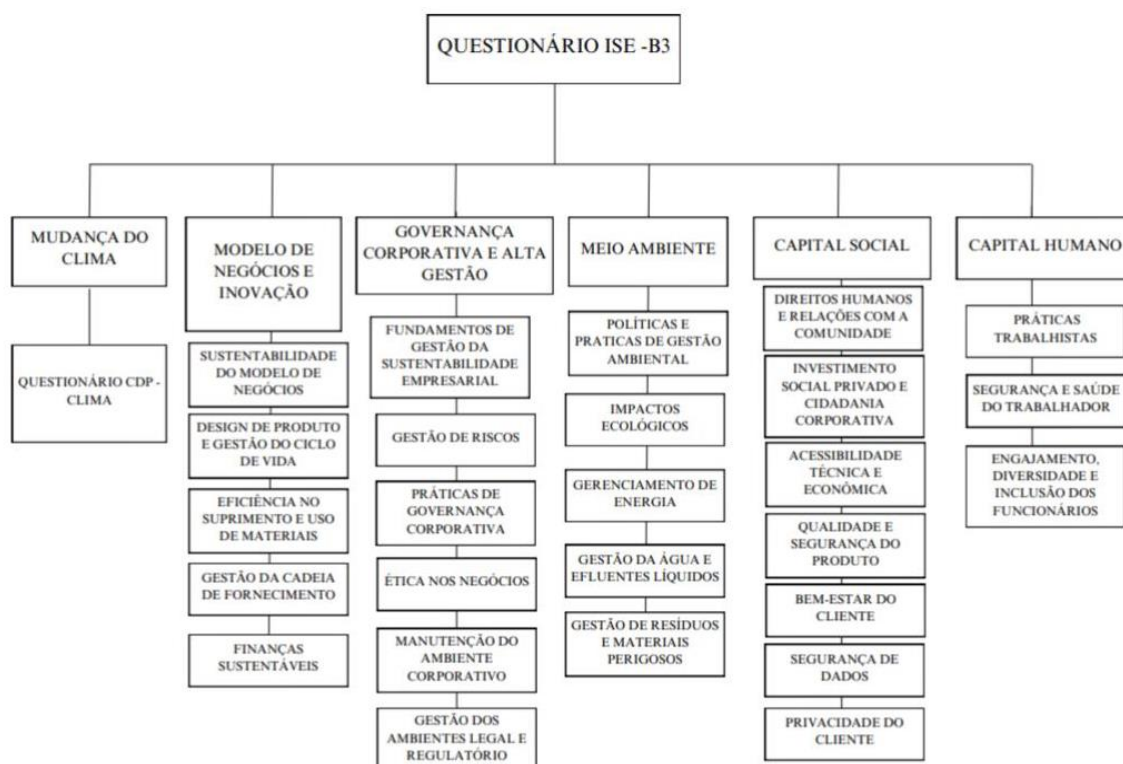 QUESTIONÁRIO ISE -B3
MUDANÇA DO
CLIMA
QUESTIONÁRIO CDP -
CLIMA
MODELO DE
NEGÓCIOS E
INOVAÇÃO
SUSTENTABILIDADE
DO MODELO DE
NEGÓCIOS
DESIGN DE PRODUTO
E GESTÃO DO CICLO
DE VIDA
EFICIÊNCIA NO
SUPRIMENTO E USO
DE MATERIAIS
GESTÃO DA CADEIA
DE FORNECIMENTO
FINANÇAS
SUSTENTÁVEIS
GOVERNANÇA
CORPORATIVA E ALTA
GESTÃO
FUNDAMENTOS DE
GESTÃO DA
SUSTENTABILIDADE
EMPRESARIAL
GESTÃO DE RISCOS
PRÁTICAS DE
GOVERNANÇA
CORPORATIVA
ÉTICA NOS NEGÓCIOS
MANUTENÇÃO DO
AMBIENTE
CORPORATIVO
GESTÃO DOS
AMBIENTES LEGAL E
REGULATÓRIO
MEIO AMBIENTE
POLÍTICAS E
PRATICAS DE GESTÃO
AMBIENTAL
IMPACTOS
ECOLÓGICOS
GERENCIAMENTO DE
ENERGIA
GESTÃO DA ÁGUA E
EFLUENTES LÍQUIDOS
GESTÃO DE RESÍDUOS
E MATERIAIS
PERIGOSOS
CAPITAL SOCIAL
DIREITOS HUMANOS
E RELAÇÕES COM A
COMUNIDADE
INVESTIMENTO
SOCIAL PRIVADO E
CIDADANIA
CORPORATIVA
ACESSIBILIDADE
TÉCNICA E
ECONÔMICA
QUALIDADE E
SEGURANÇA DO
PRODUTO
BEM-ESTAR DO
CLIENTE
SEGURANÇA DE
DADOS
PRIVACIDADE DO
CLIENTE
CAPITAL HUMANO
PRÁTICAS
TRABALHISTAS
SEGURANÇA E SAÚDE
DO TRABALHADOR
ENGAJAMENTO,
DIVERSIDADE E
INCLUSÃO DOS
FUNCIONÁRIOS